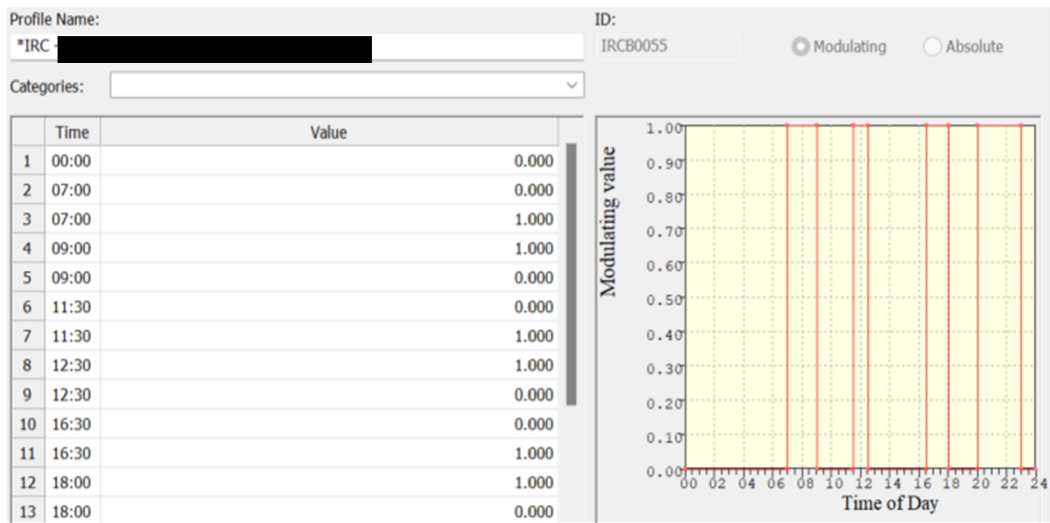 Profile Name:
*IRC -
ID:
IRCB0055
Modulating
Absolute
Categories:
Time Value
1 00:00 0.000
2 07:00 0.000
3 07:00 1.000
4 09:00 1.000
5 09:00 0.000
6 11:30 0.000
7 11:30 1.000
8 12:30 1.000
9 12:30 0.000
10 16:30 0.000
11 16:30 1.000
12 18:00 1.000
13 18:00 0.000
Modulating value
1.00
0.90
0.80
0.70
0.60
0.50
0.40
0.30
0.20
0.10
0.00
00 02 04 06 08 10 12 14 16 18 20 22 24
Time of Day